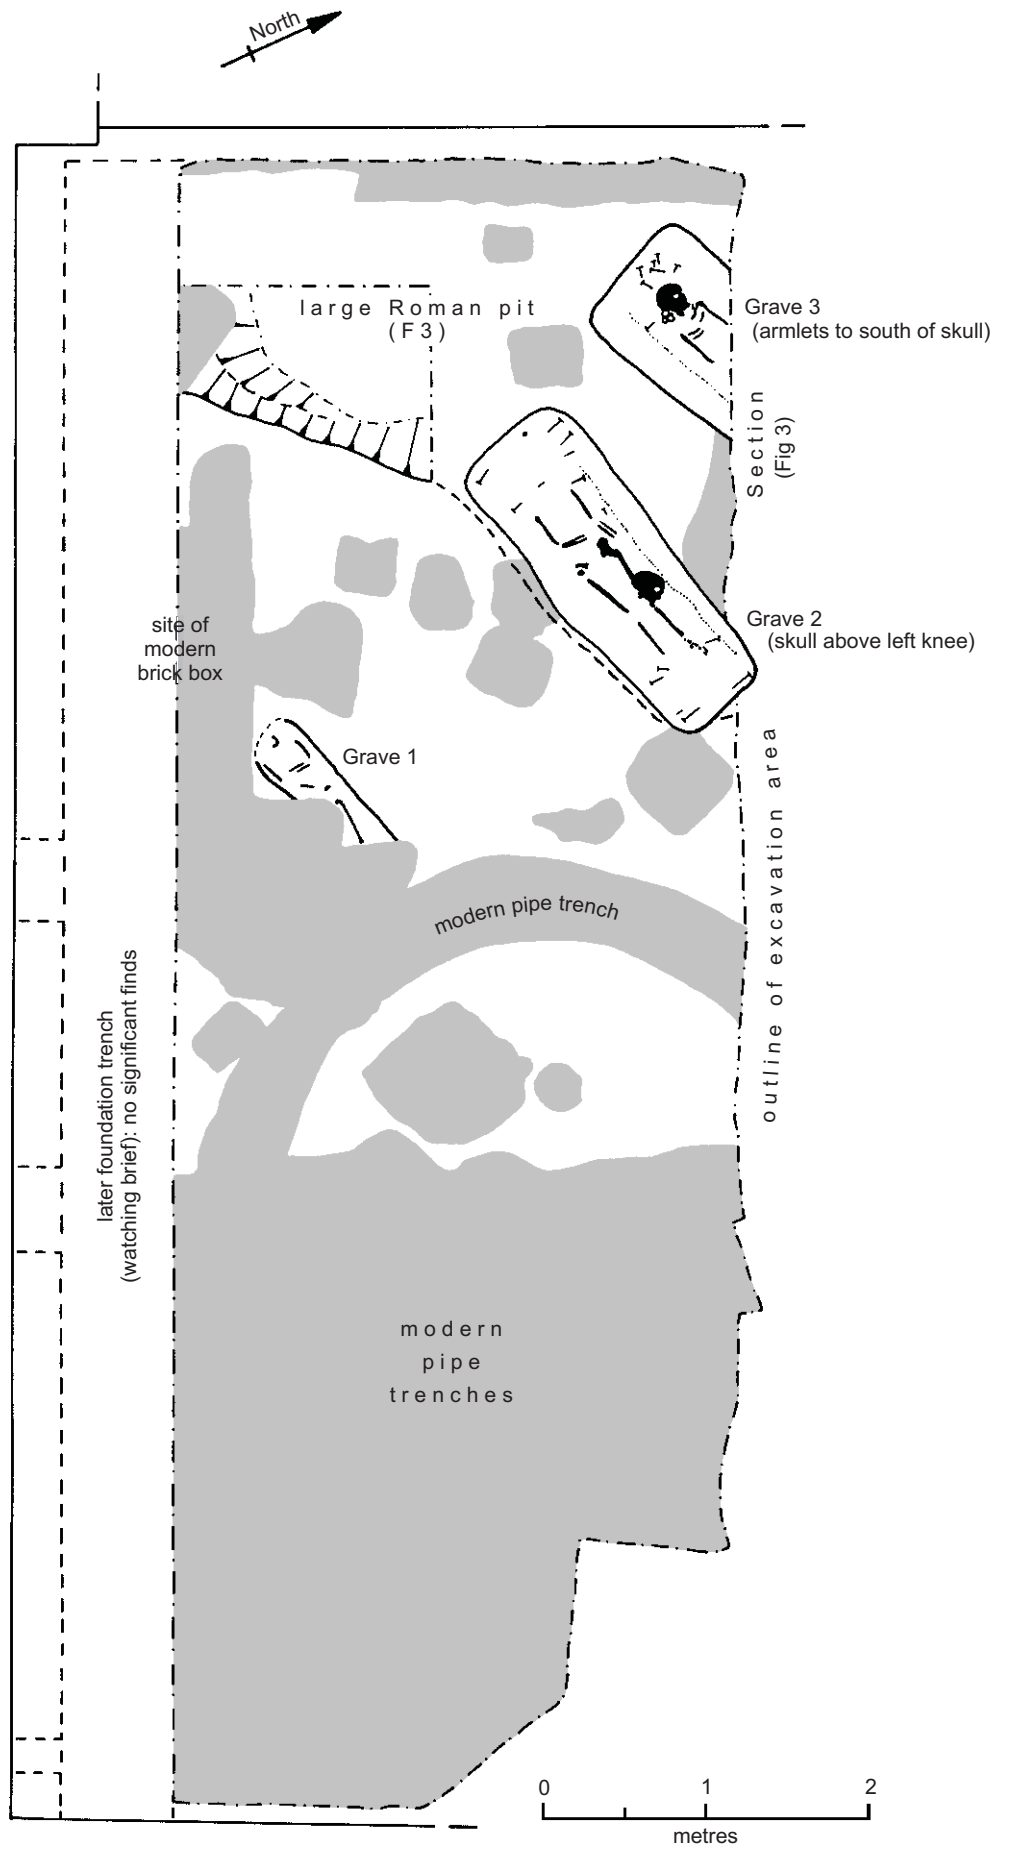 North
large Roman pit
(F3)
Grave 3
(armlets to south of skull)
Section
(Fig 3)
Grave 2
(skull above left knee)
site of
modern
brick box
Grave 1
outline of excavation area
modern pipe trench
later foundation trench
(watching brief): no significant finds
modern
pipe
trenches
0 1 2
metres